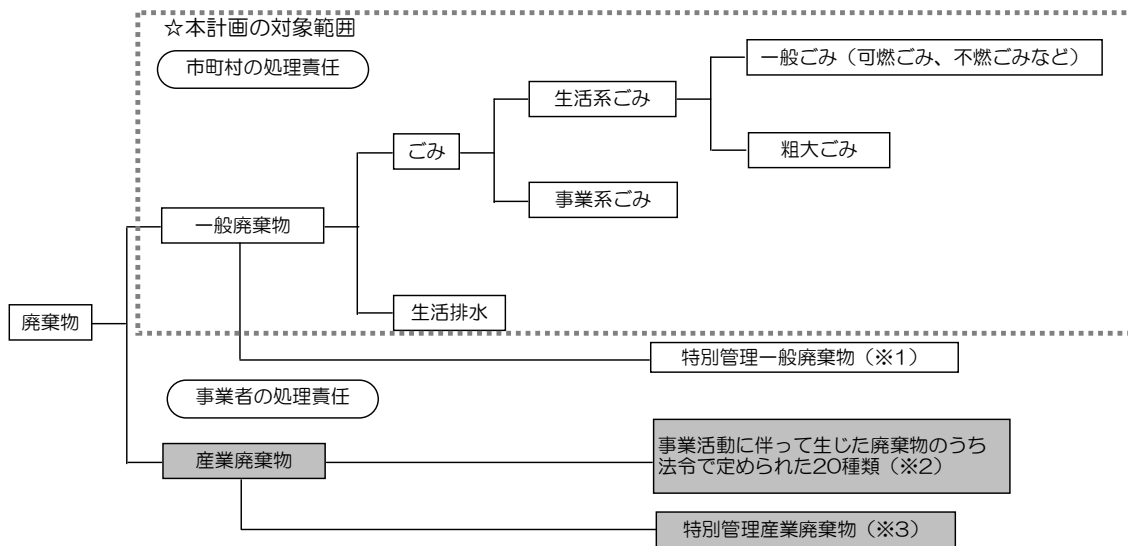 ☆本計画の対象範囲
市町村の処理責任
一般ごみ（可燃ごみ、不燃ごみなど）
生活系ごみ
ごみ
粗大ごみ
事業系ごみ
一般廃棄物
生活排水
廃棄物
特別管理一般廃棄物（※1）
事業者の処理責任
産業廃棄物
事業活動に伴って生じた廃棄物のうち
法令で定められた20種類（※2）
特別管理産業廃棄物（※3）